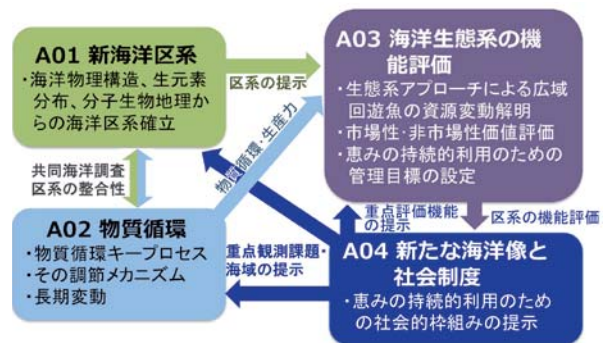 A01 新海洋区系
・海洋物理構造、生元素
分布、分子生物地理か
らの海洋区系確立
区系の提示
A03 海洋生態系の機
能評価
・生態系アプローチによる広域
回遊魚の資源変動解明
・市場性・非市場性価値評価
・恵みの持続的利用のための
管理目標の設定
共同海洋調査
区系の整合性
物質循環・生産力
A02 物質循環
・物質循環キープロセス
・その調節メカニズム
・長期変動
重点観測課題・
海域の提示
重点評価機能
の提示
区系の機能評価
A04 新たな海洋像と
社会制度
・恵みの持続的利用のため
の社会的枠組みの提示